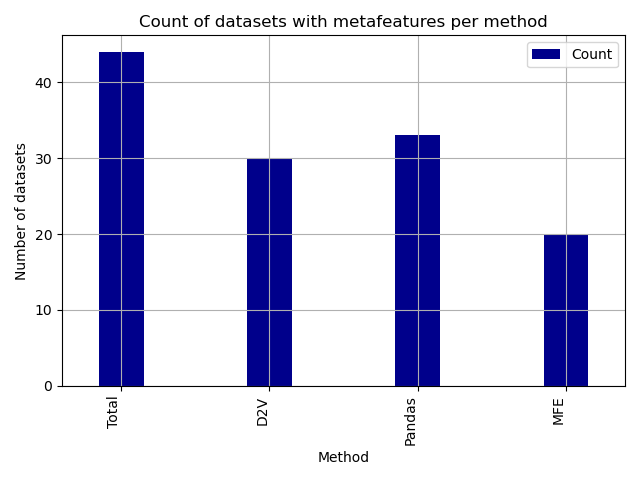 Count of datasets with metafeatures per method
Count
Number of datasets
40
30
20
10
0
Total
D2V
Pandas
MFE
Method